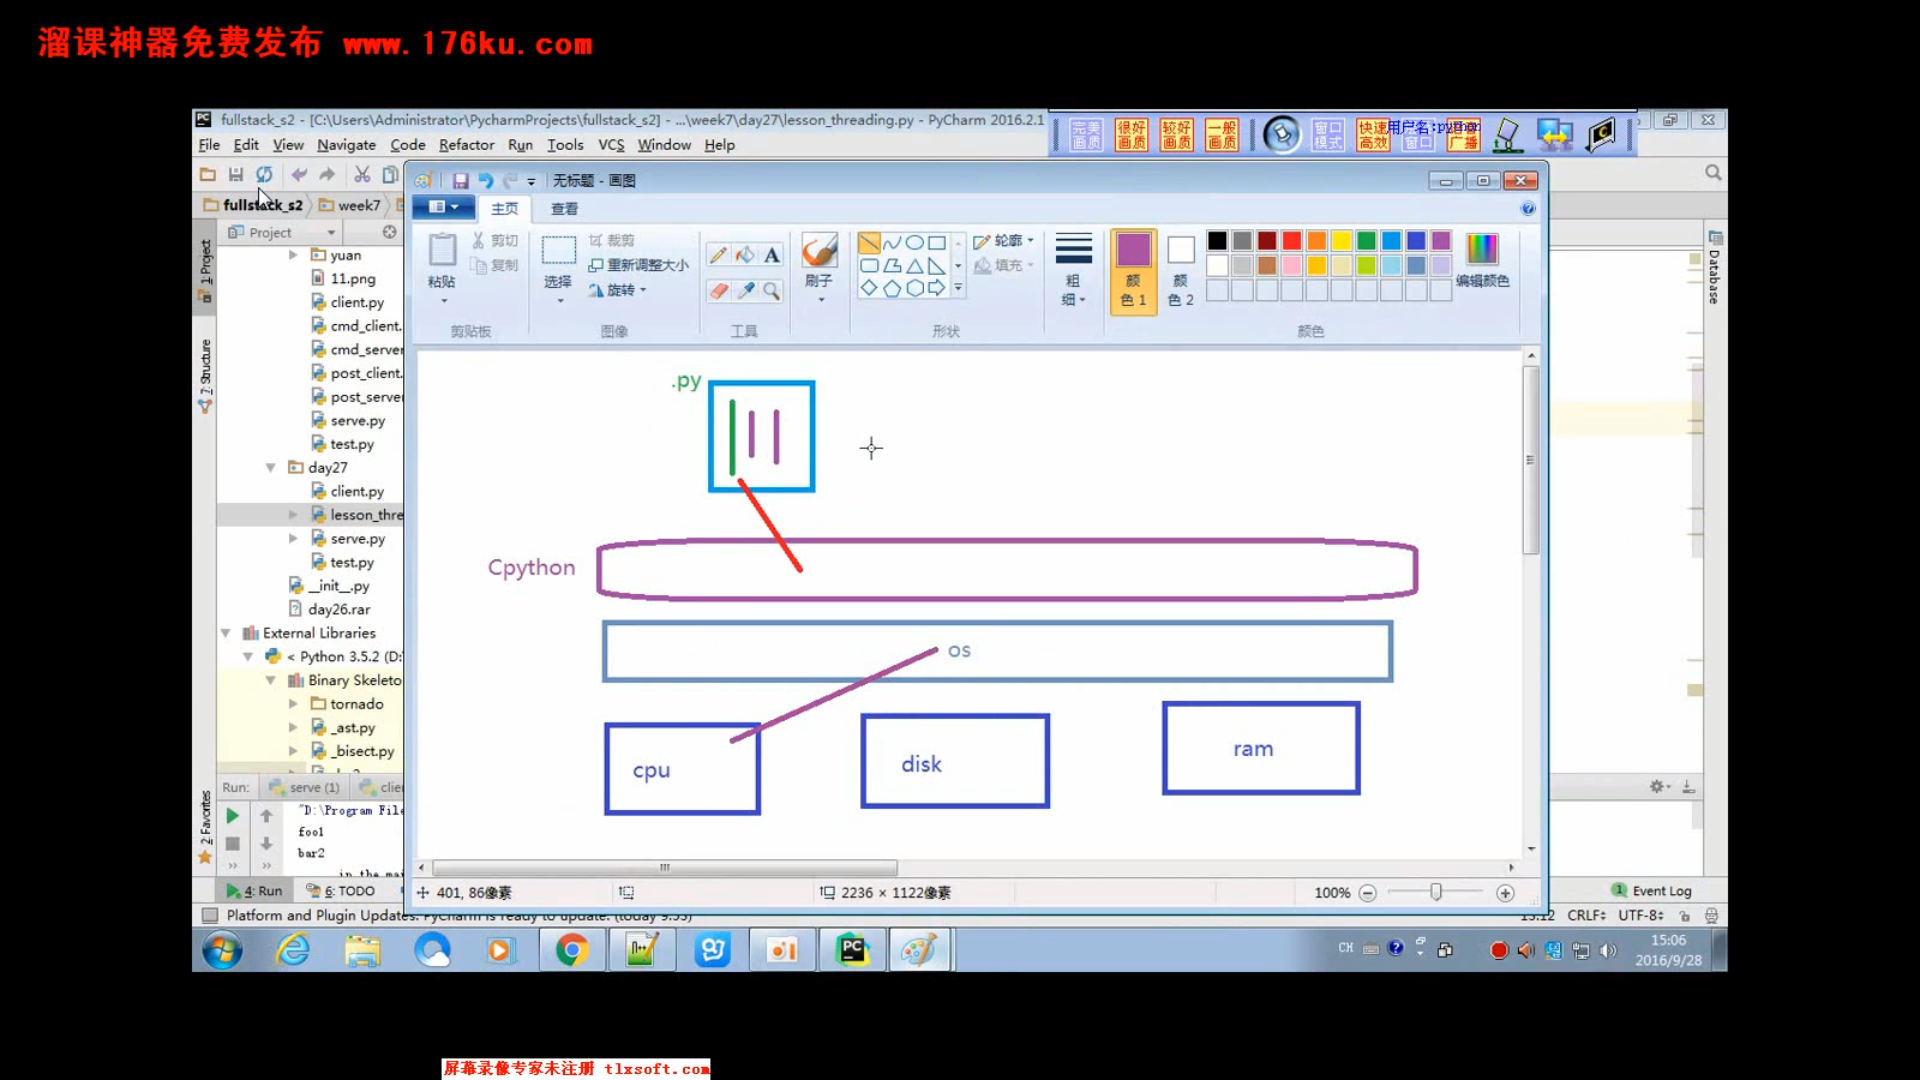 溜课神器免费发布 www.176ku.com
fullstack_s2 - [C:\Users\Administrator\PycharmProjects\fullstack_s2] - ...\week7\day27\lesson_threading.py - PyCharm 2016.2.1
完美画质
很好画质
较好画质
一般画质
窗口模式
快速高效
用户名:python
窗口
广播
File Edit View Navigate Code Refactor Run Tools VCS Window Help
无标题 - 画图
fullstack_s2 week7
主页 查看
Project
剪切
复制
粘贴
裁剪
重新调整大小
旋转
选择
A
刷子
轮廓
填充
粗细
颜色 1
颜色 2
编辑颜色
剪贴板 图像 工具 形状 颜色
1: Project
7: Structure
2: Favorites
Database
yuan
11.png
client.py
cmd_client.
cmd_server
post_client.
post_serve
serve.py
test.py
day27
client.py
lesson_thre
serve.py
test.py
__init__.py
day26.rar
External Libraries
< Python 3.5.2 (D:\
Binary Skeleto
tornado
_ast.py
_bisect.py
.py
Cpython
os
cpu
disk
ram
Run: serve (1) clie
"D:\Program File
foo1
bar2
in the ma
4: Run 6: TODO
Event Log
401, 86像素
2236 × 1122像素
100%
Platform and Plugin Updates: PyCharm is ready to update. (today 9:53)
15:12 CRLF UTF-8
PC
CH
15:06
2016/9/28
屏幕录像专家未注册 tlxsoft.com